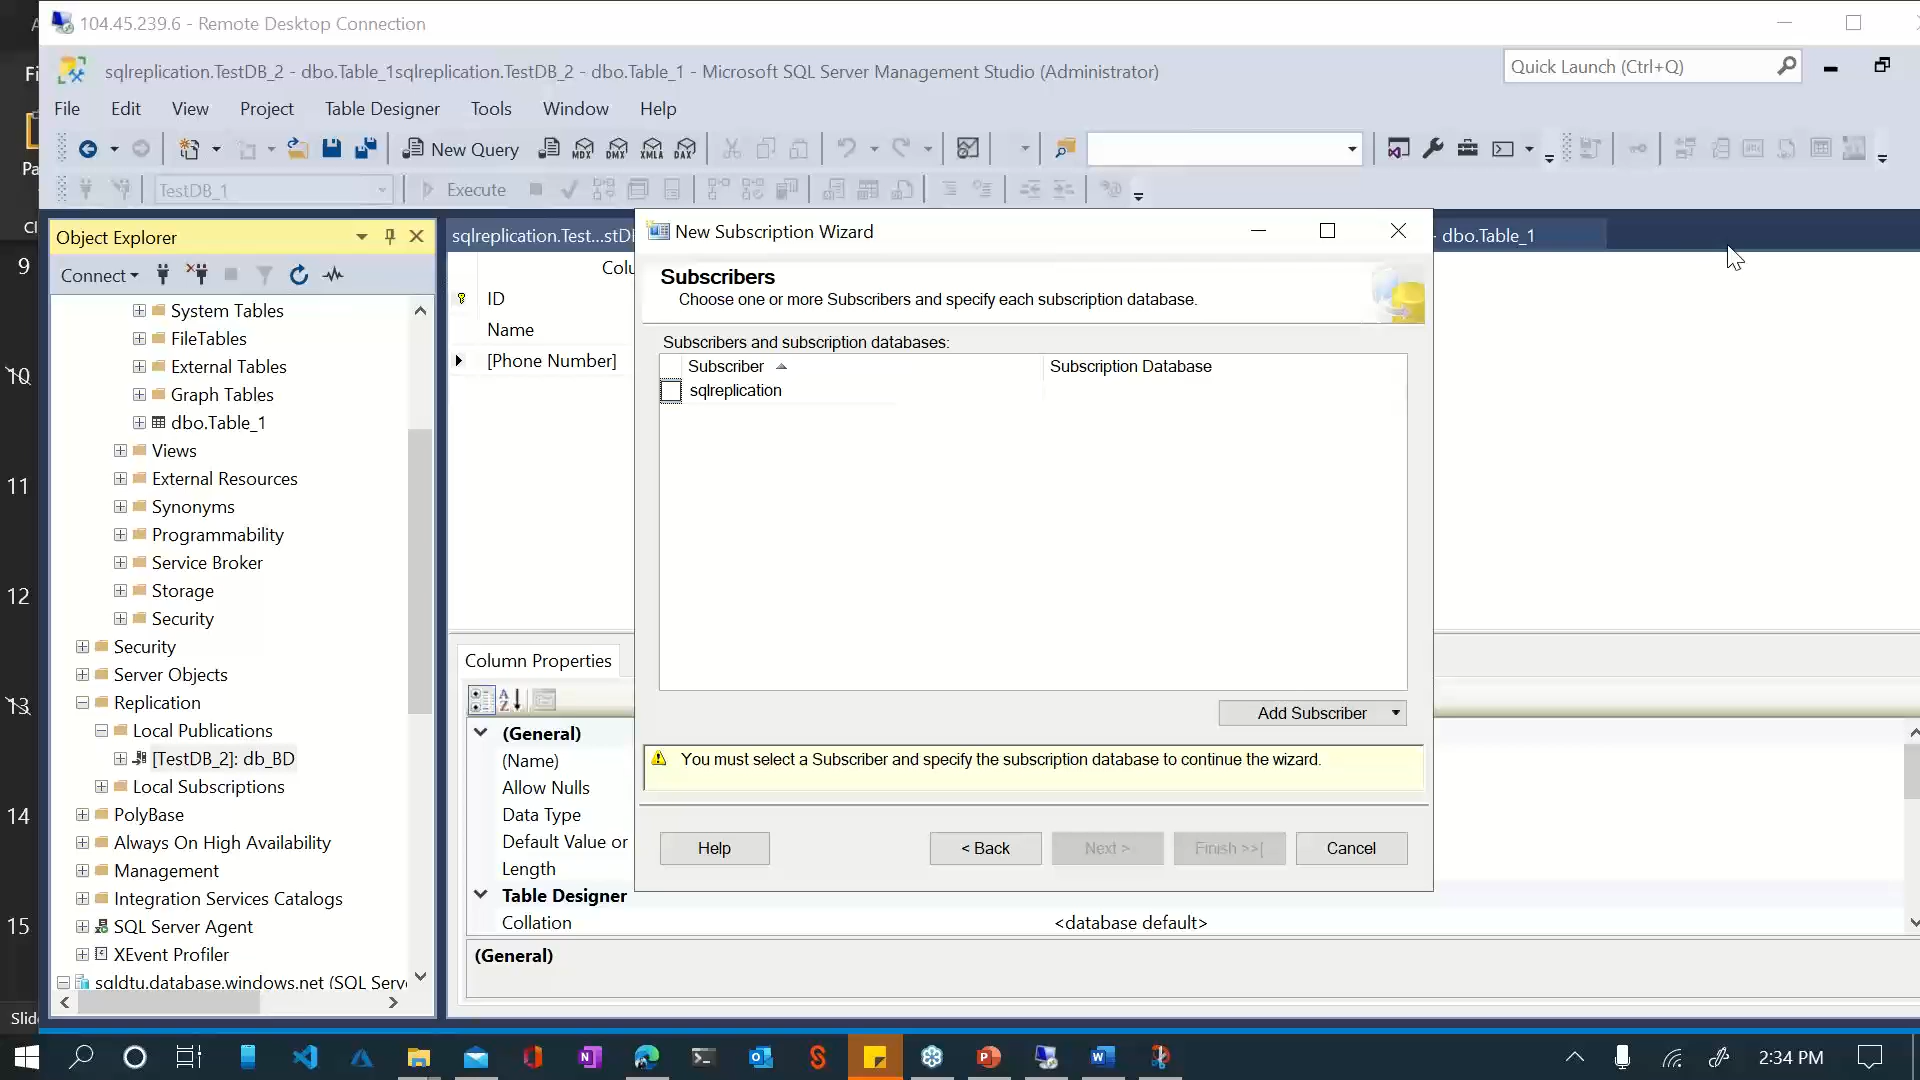 104.45.239.6 - Remote Desktop Connection
sqlreplication.TestDB_2 - dbo.Table_1sqlreplication.TestDB_2 - dbo.Table_1 - Microsoft SQL Server Management Studio (Administrator)
Quick Launch (Ctrl+Q)
File Edit View Project Table Designer Tools Window Help
New Query
MDX DMX XMLA DAX
TestDB_1
Execute
Object Explorer
Connect
System Tables
FileTables
External Tables
Graph Tables
dbo.Table_1
Views
External Resources
Synonyms
Programmability
Service Broker
Storage
Security
Security
Server Objects
Replication
Local Publications
[TestDB_2]: db_BD
Local Subscriptions
PolyBase
Always On High Availability
Management
Integration Services Catalogs
SQL Server Agent
XEvent Profiler
sqldtu.database.windows.net (SQL Serv
9
10
11
12
13
14
15
sqlreplication.Test...stD
- dbo.Table_1
Colu
ID
Name
[Phone Number]
Column Properties
(General)
(Name)
Allow Nulls
Data Type
Default Value or
Length
Table Designer
Collation
<database default>
(General)
New Subscription Wizard
Subscribers
Choose one or more Subscribers and specify each subscription database.
Subscribers and subscription databases:
Subscriber Subscription Database
sqlreplication
Add Subscriber
You must select a Subscriber and specify the subscription database to continue the wizard.
Help < Back Next > Finish >>| Cancel
2:34 PM